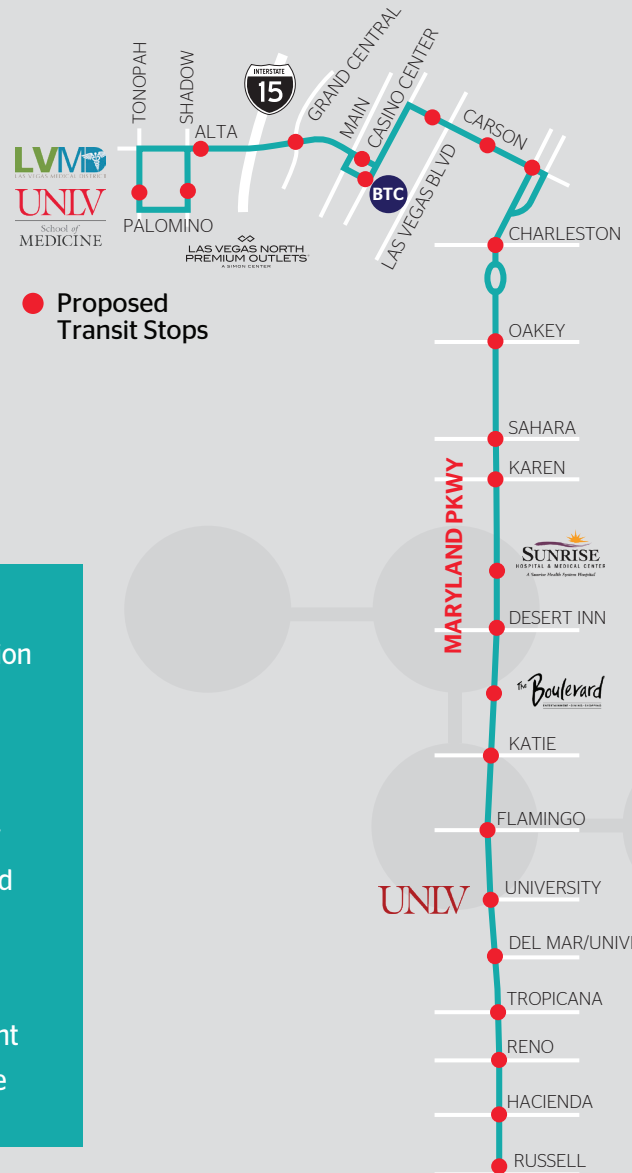 TONOPAH
SHADOW
ALTA
INTERSTATE
15
GRAND CENTRAL
MAIN
CASINO CENTER
CARSON
LAS VEGAS BLVD
BTC
LVMD
LAS VEGAS MEDICAL DISTRICT
UNLV
School of
MEDICINE
PALOMINO
LAS VEGAS NORTH
PREMIUM OUTLETS
A SIMON CENTER
Proposed
Transit Stops
CHARLESTON
OAKEY
SAHARA
KAREN
MARYLAND PKWY
SUNRISE
HOSPITAL & MEDICAL CENTER
A Sunrise Health System Hospital
DESERT INN
The Boulevard
KATIE
FLAMINGO
UNLV
UNIVERSITY
DEL MAR/UNIV
TROPICANA
RENO
HACIENDA
RUSSELL
ion
d
nt
e